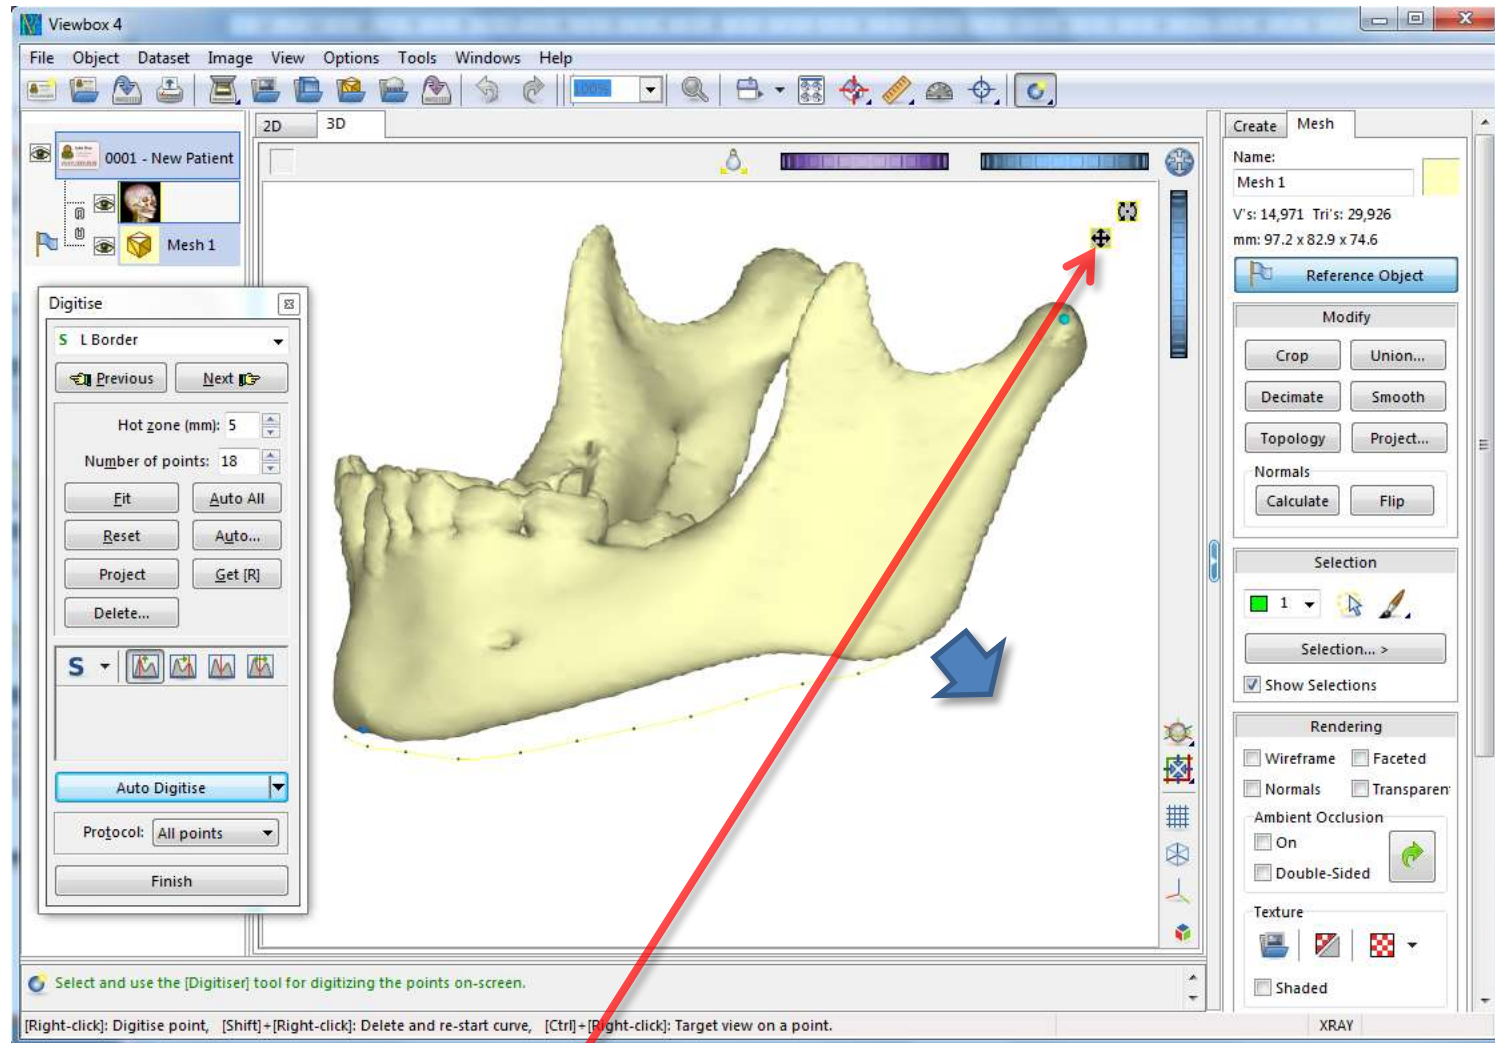 Viewbox 4
File Object Dataset Image View Options Tools Windows Help
100%
2D 3D
0001 - New Patient
Mesh 1
Digitise
S L Border
Previous Next
Hot zone (mm): 5
Number of points: 18
Fit Auto All
Reset Auto...
Project Get [R]
Delete...
S
Auto Digitise
Protocol: All points
Finish
Create Mesh
Name:
Mesh 1
V's: 14,971 Tri's: 29,926
mm: 97.2 x 82.9 x 74.6
Reference Object
Modify
Crop Union...
Decimate Smooth
Topology Project...
Normals
Calculate Flip
Selection
1
Selection... >
Show Selections
Rendering
Wireframe Faceted
Normals Transparen
Ambient Occlusion
On
Double-Sided
Texture
Shaded
Select and use the [Digitiser] tool for digitizing the points on-screen.
[Right-click]: Digitise point, [Shift]+[Right-click]: Delete and re-start curve, [Ctrl]+[Right-click]: Target view on a point.
XRAY